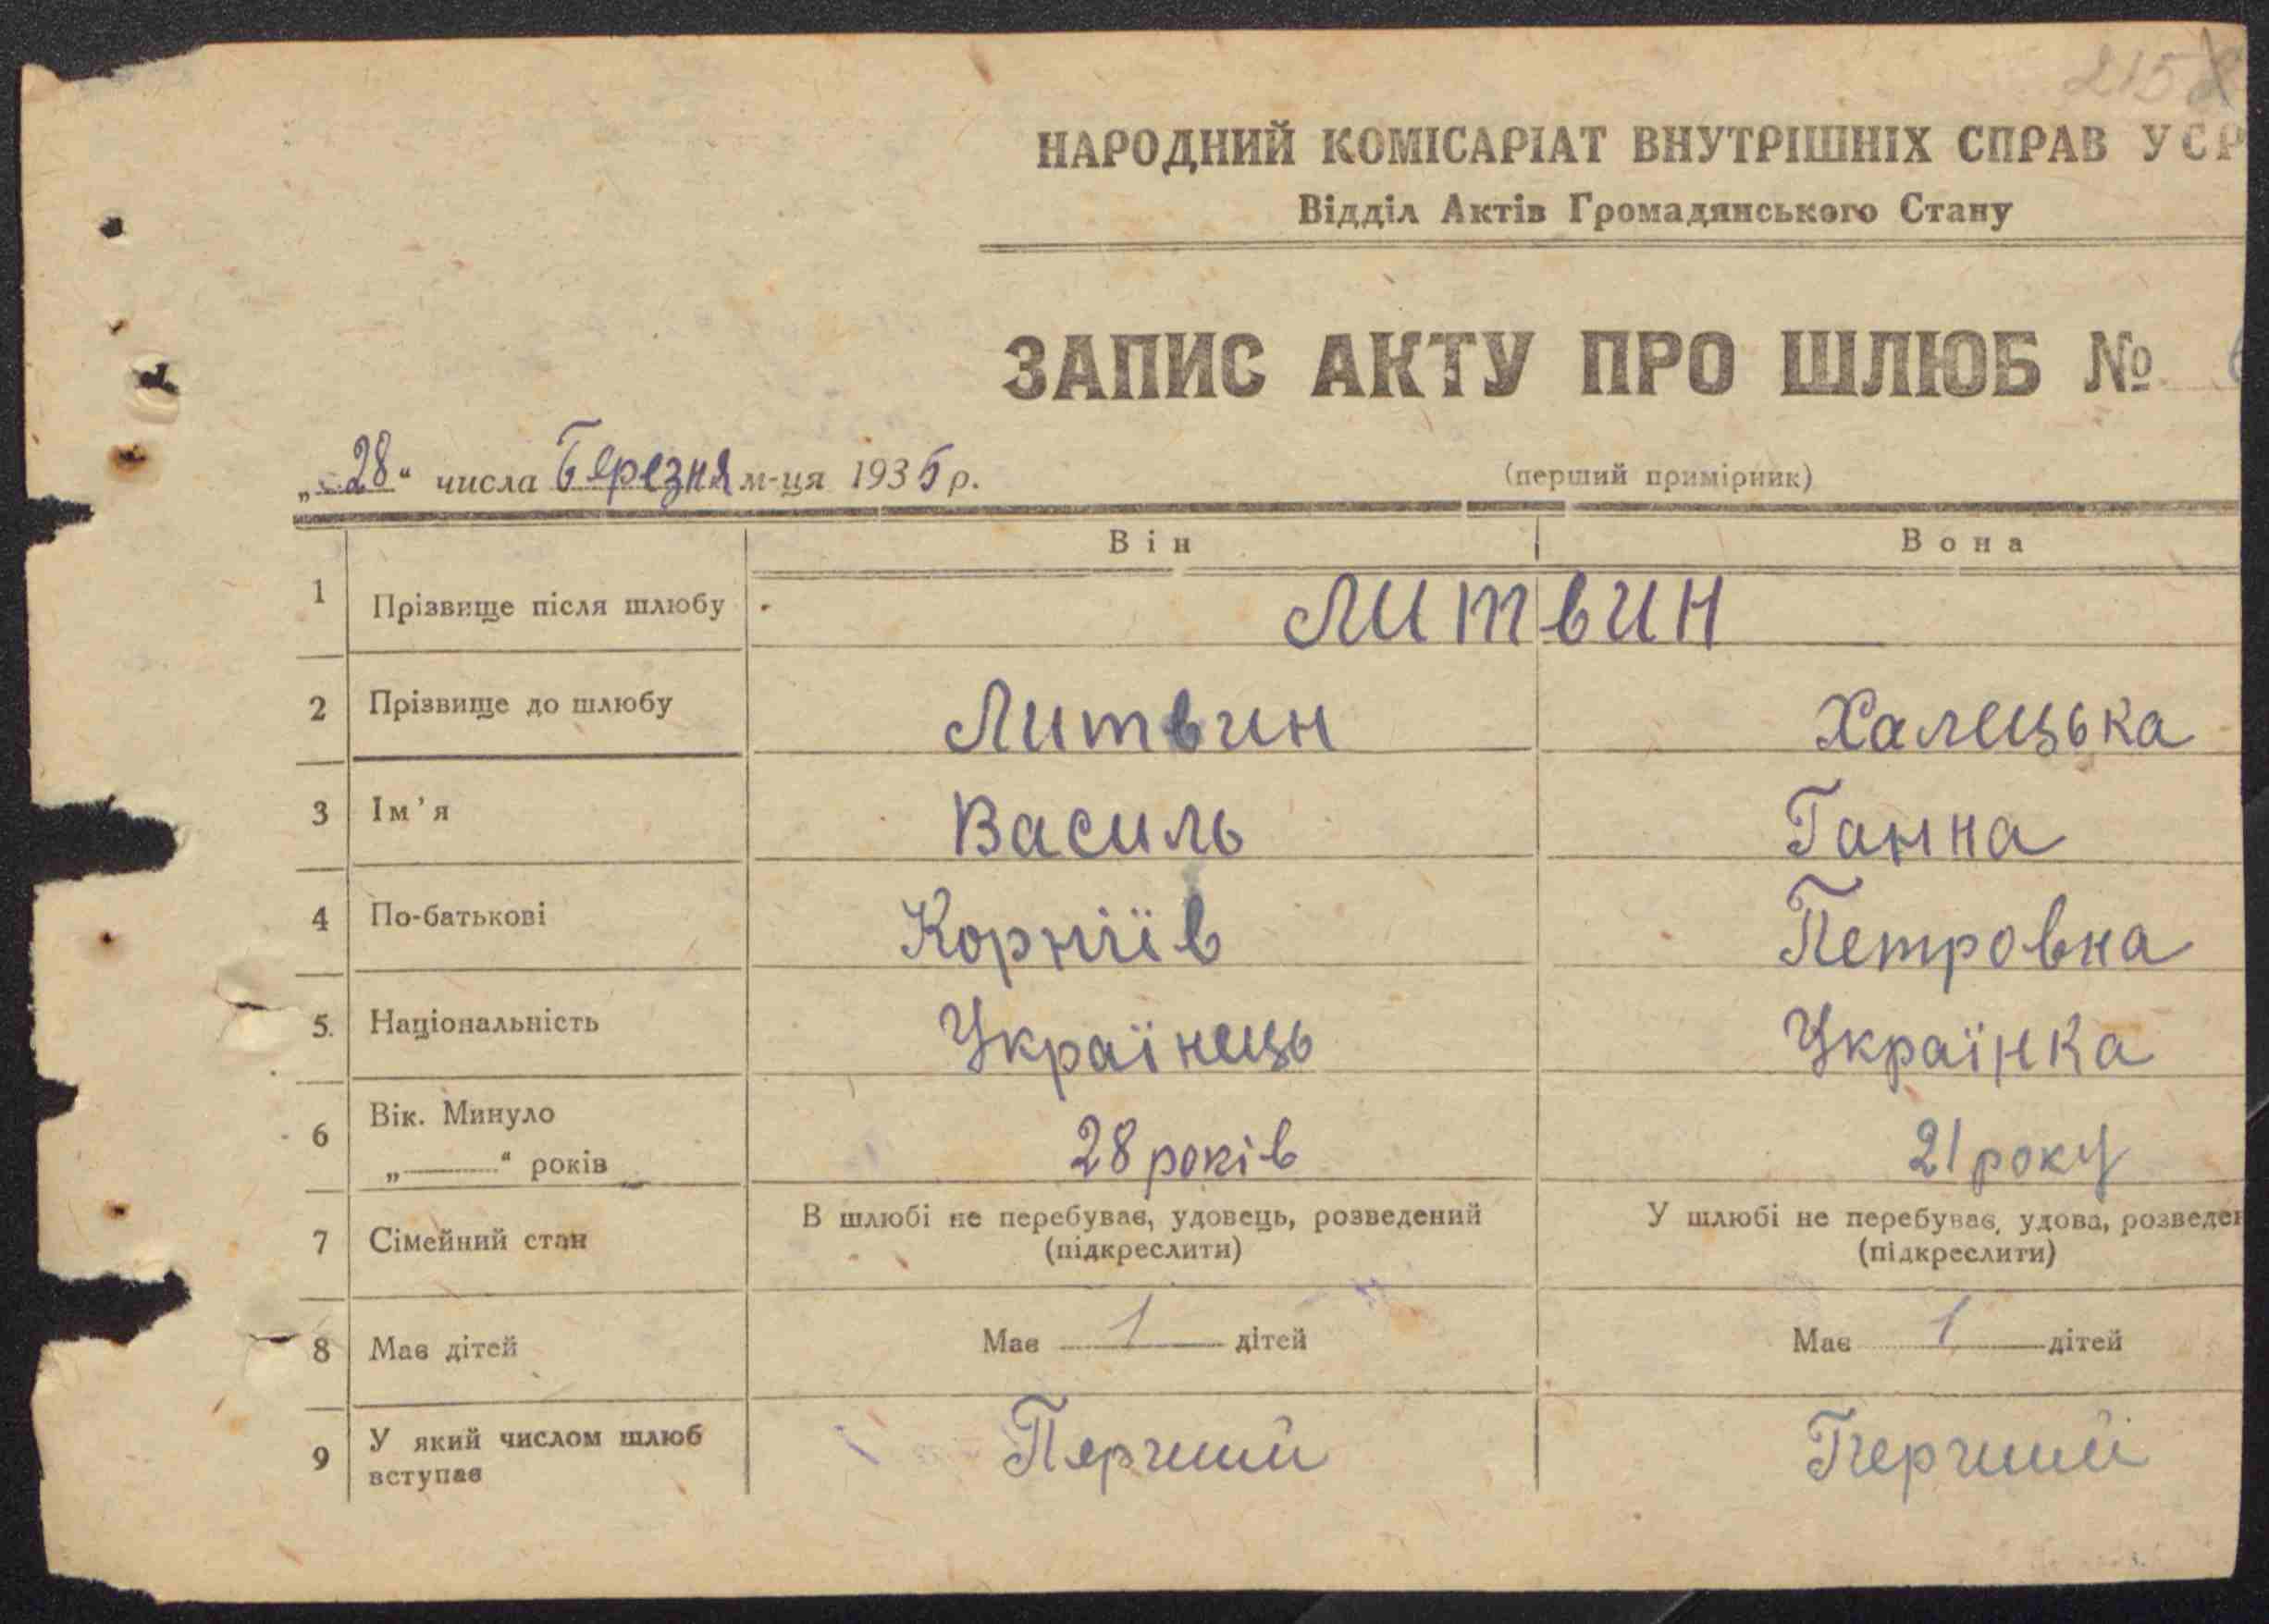 215
НАРОДНИЙ КОМІСАРІАТ ВНУТРІШНІХ СПРАВ УСР
Відділ Актів Громадянського Стану
ЗАПИС АКТУ ПРО ШЛЮБ №
„28“ числа Березня м-ця 1935 р.
(перший примірник)
Він Вона
1 Прізвище після шлюбу Литвин
2 Прізвище до шлюбу Литвин Халецька
3 Ім'я Василь Ганна
4 По-батькові Корніїв Петровна
5. Національність Українець Українка
6 Вік. Минуло
„——“ років 28 років 21 року
7 Сімейний стан В шлюбі не перебуває, удовець, розведений У шлюбі не перебуває, удова, розведен
(підкреслити) (підкреслити)
8 Має дітей Має 1 дітей Має 1 дітей
9 У який числом шлюб
вступає Перчший Перчший